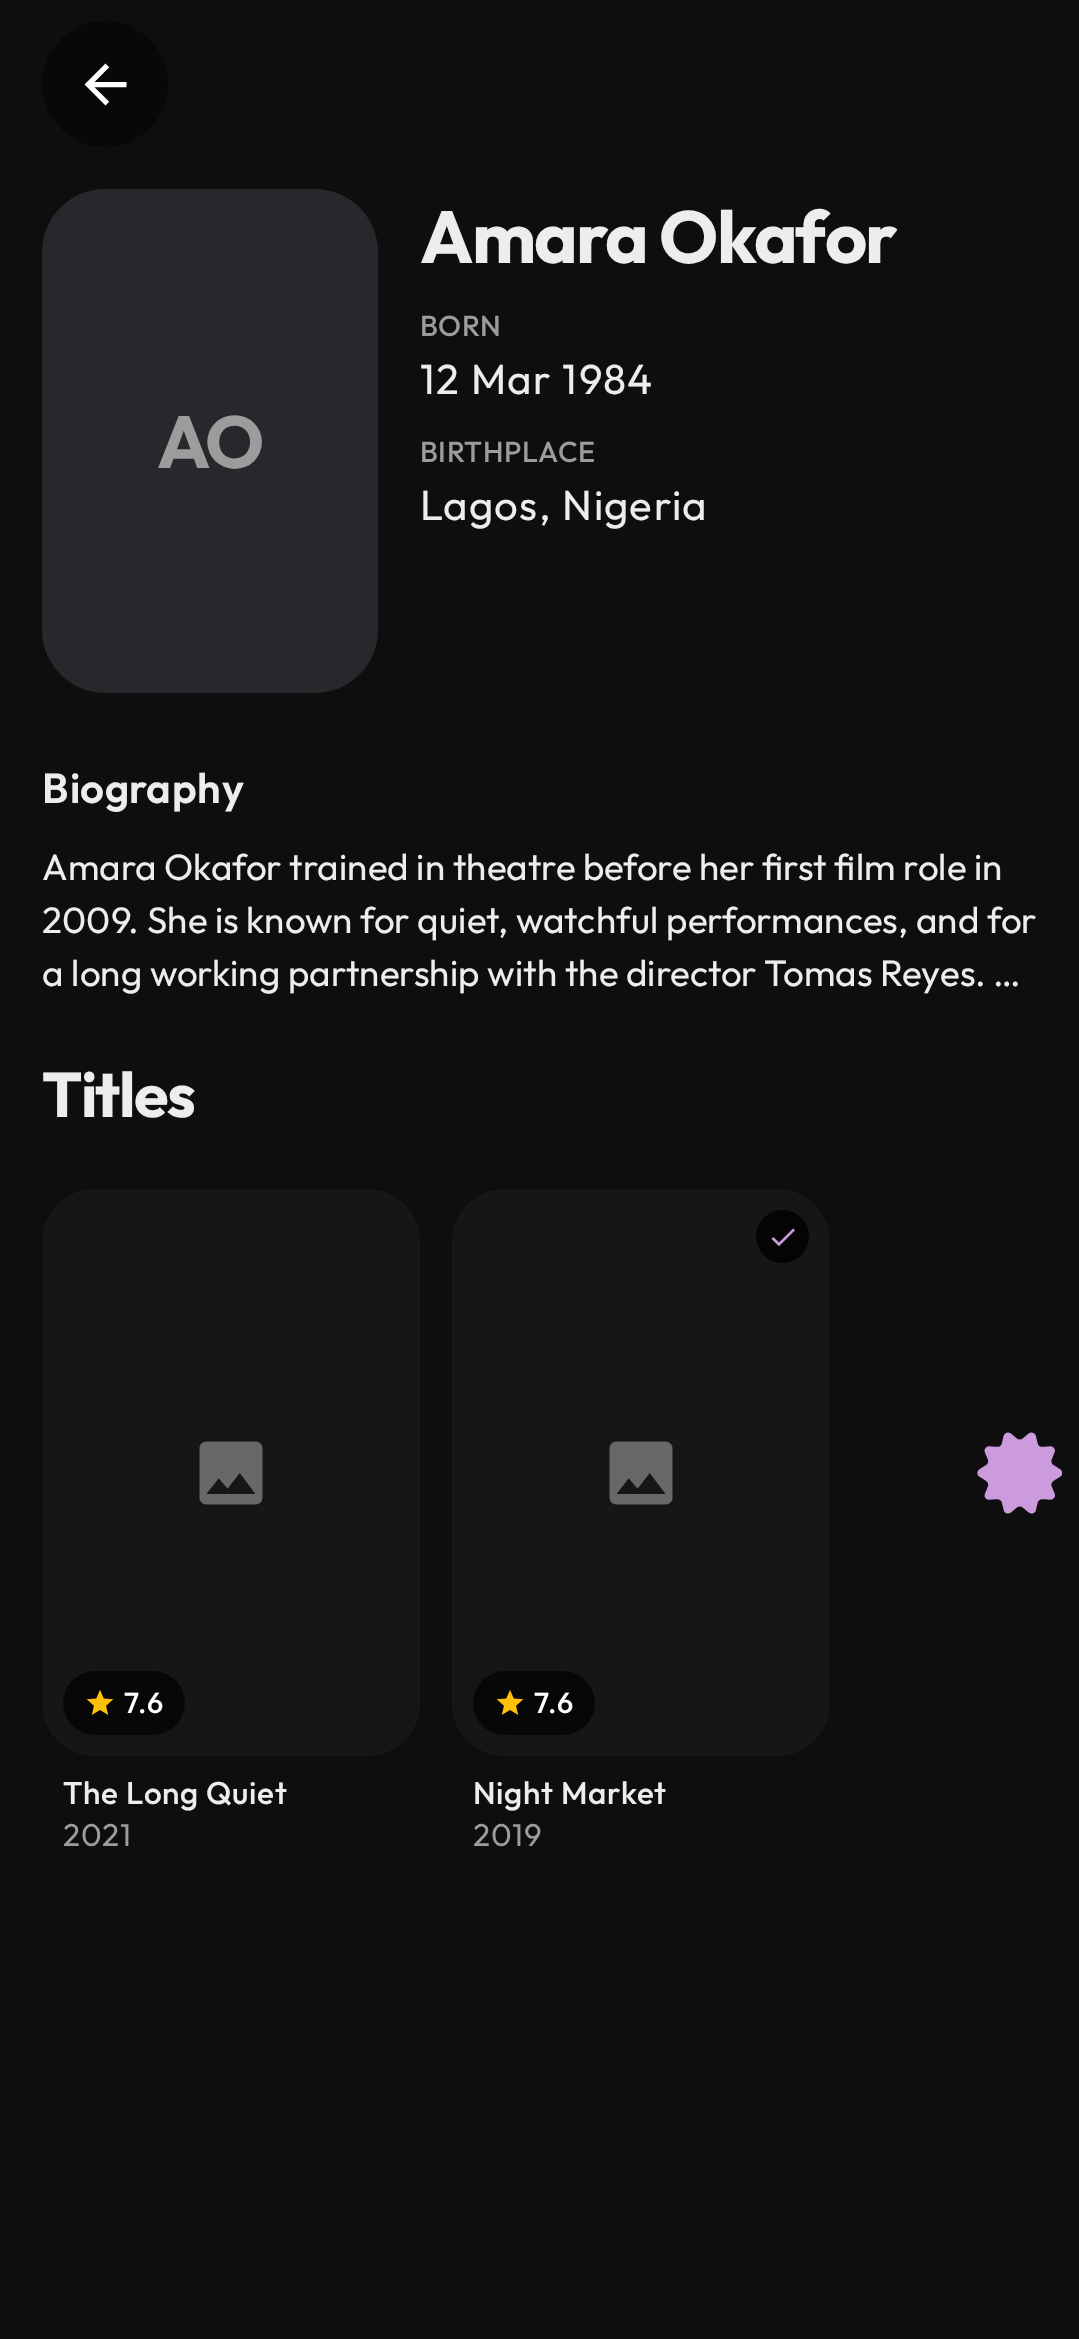 Amara Okafor
BORN
12 Mar 1984
BIRTHPLACE
Lagos, Nigeria
AO
Biography
Amara Okafor trained in theatre before her first film role in
2009. She is known for quiet, watchful performances, and for
a long working partnership with the director Tomas Reyes. ...
Titles
7.6
The Long Quiet
2021
7.6
Night Market
2019